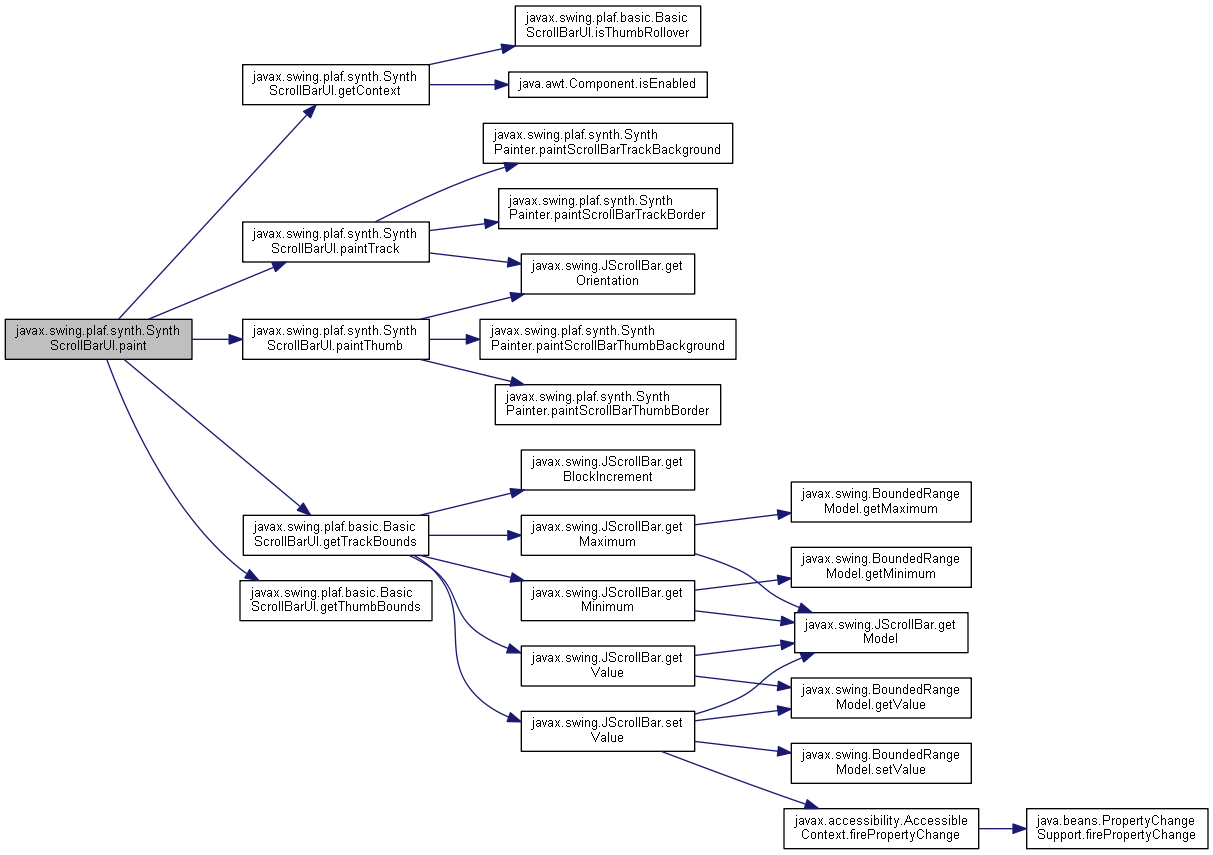 javax.swing.plaf.basic.Basic
ScrollBarUI.isThumbRollover
javax.swing.plaf.synth.Synth
ScrollBarUI.getContext
java.awt.Component.isEnabled
javax.swing.plaf.synth.Synth
Painter.paintScrollBarTrackBackground
javax.swing.plaf.synth.Synth
Painter.paintScrollBarTrackBorder
javax.swing.plaf.synth.Synth
ScrollBarUI.paintTrack
javax.swing.JScrollBar.get
Orientation
javax.swing.plaf.synth.Synth
ScrollBarUI.paint
javax.swing.plaf.synth.Synth
ScrollBarUI.paintThumb
javax.swing.plaf.synth.Synth
Painter.paintScrollBarThumbBackground
javax.swing.plaf.synth.Synth
Painter.paintScrollBarThumbBorder
javax.swing.JScrollBar.get
BlockIncrement
javax.swing.plaf.basic.Basic
ScrollBarUI.getTrackBounds
javax.swing.JScrollBar.get
Maximum
javax.swing.BoundedRange
Model.getMaximum
javax.swing.plaf.basic.Basic
ScrollBarUI.getThumbBounds
javax.swing.JScrollBar.get
Minimum
javax.swing.BoundedRange
Model.getMinimum
javax.swing.JScrollBar.get
Model
javax.swing.JScrollBar.get
Value
javax.swing.BoundedRange
Model.getValue
javax.swing.JScrollBar.set
Value
javax.swing.BoundedRange
Model.setValue
javax.accessibility.Accessible
Context.firePropertyChange
java.beans.PropertyChange
Support.firePropertyChange